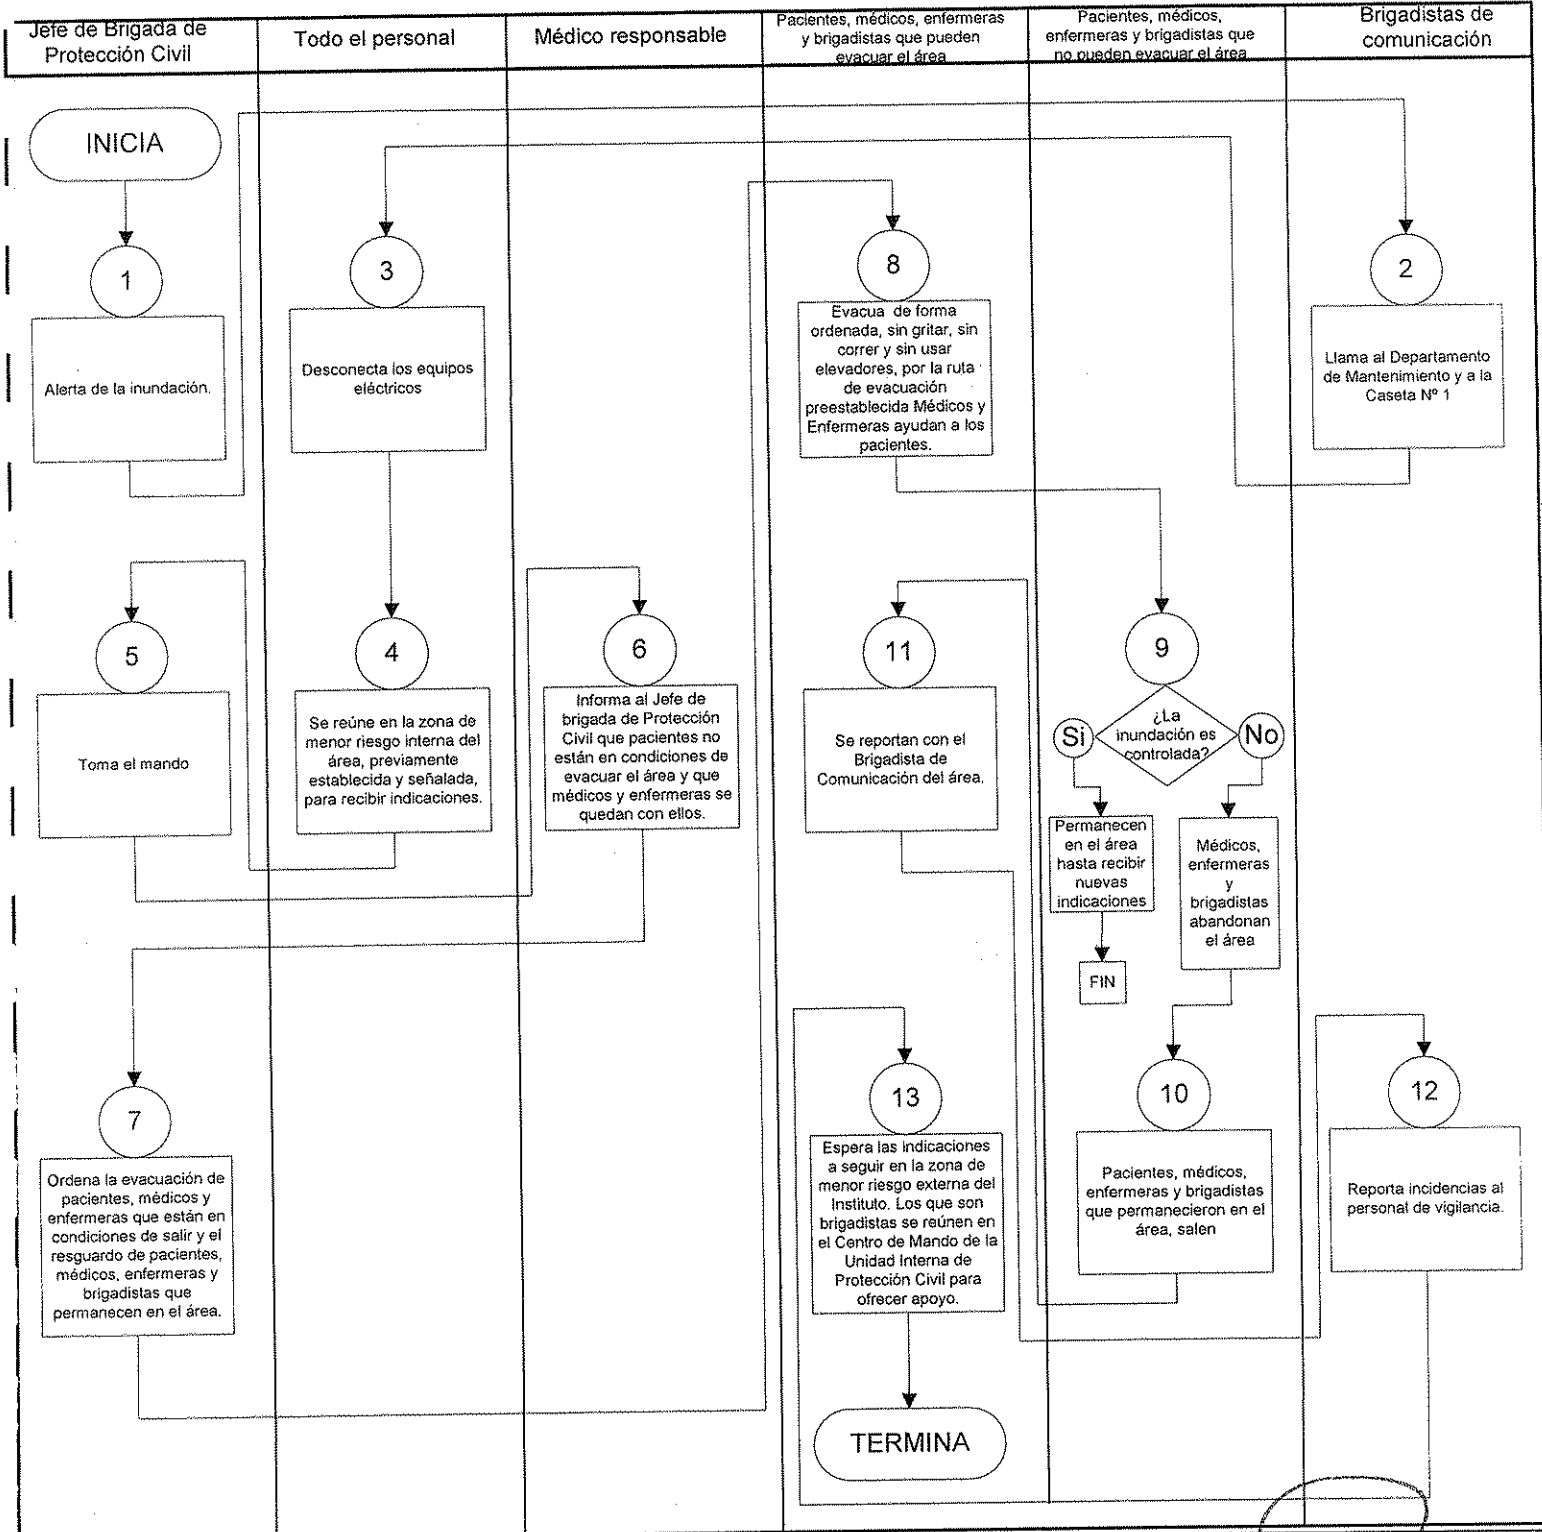 Jefe de Brigada de
Protección Civil
Todo el personal
Médico responsable
Pacientes, médicos, enfermeras
y brigadistas que pueden
evacuar el área
Pacientes, médicos,
enfermeras y brigadistas que
no pueden evacuar el área
Brigadistas de
comunicación
INICIA
1
Alerta de la inundación.
3
Desconecta los equipos
eléctricos
8
Evacua de forma
ordenada, sin gritar, sin
correr y sin usar
elevadores, por la ruta
de evacuación
preestablecida Médicos y
Enfermeras ayudan a los
pacientes.
2
Llama al Departamento
de Mantenimiento y a la
Caseta Nº 1
5
Toma el mando
4
Se reúne en la zona de
menor riesgo interna del
área, previamente
establecida y señalada,
para recibir indicaciones.
6
Informa al Jefe de
brigada de Protección
Civil que pacientes no
están en condiciones de
evacuar el área y que
médicos y enfermeras se
quedan con ellos.
11
Se reportan con el
Brigadista de
Comunicación del área.
9
¿La
inundación es
controlada?
Si
No
Permanecen
en el área
hasta recibir
nuevas
indicaciones
FIN
Médicos,
enfermeras
y
brigadistas
abandonan
el área
7
Ordena la evacuación de
pacientes, médicos y
enfermeras que están en
condiciones de salir y el
resguardo de pacientes,
médicos, enfermeras y
brigadistas que
permanecen en el área.
13
Espera las indicaciones
a seguir en la zona de
menor riesgo externa del
Instituto. Los que son
brigadistas se reúnen en
el Centro de Mando de la
Unidad Interna de
Protección Civil para
ofrecer apoyo.
10
Pacientes, médicos,
enfermeras y brigadistas
que permanecieron en el
área, salen
12
Reporta incidencias al
personal de vigilancia.
TERMINA